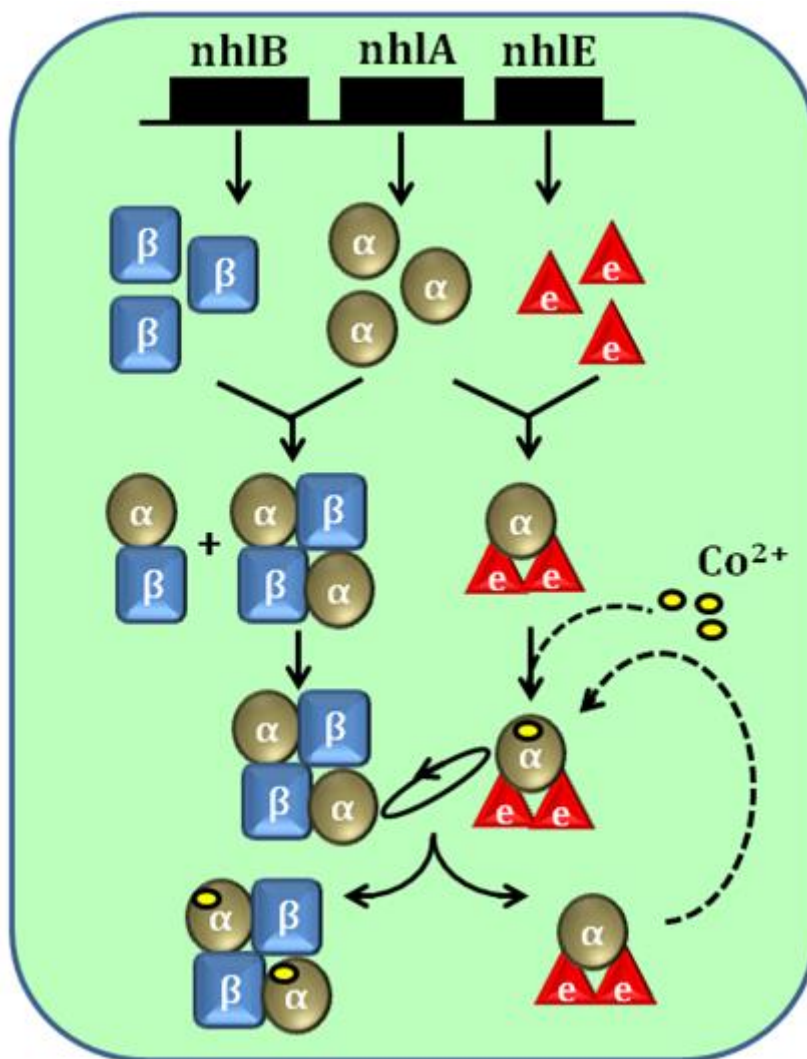 nhlB nhlA nhlE
β α e
β α e
β α e
α α β α
β + β α e e
Co²⁺
α β α
β α e e
α β α
β α e e